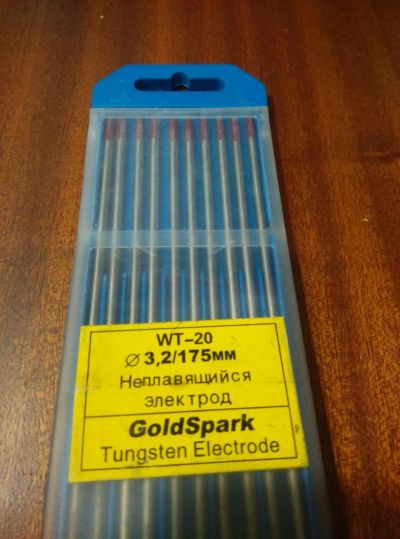 WT-20
Ø 3,2/175мм
Неплавящийся
электрод
GoldSpark
Tungsten Electrode